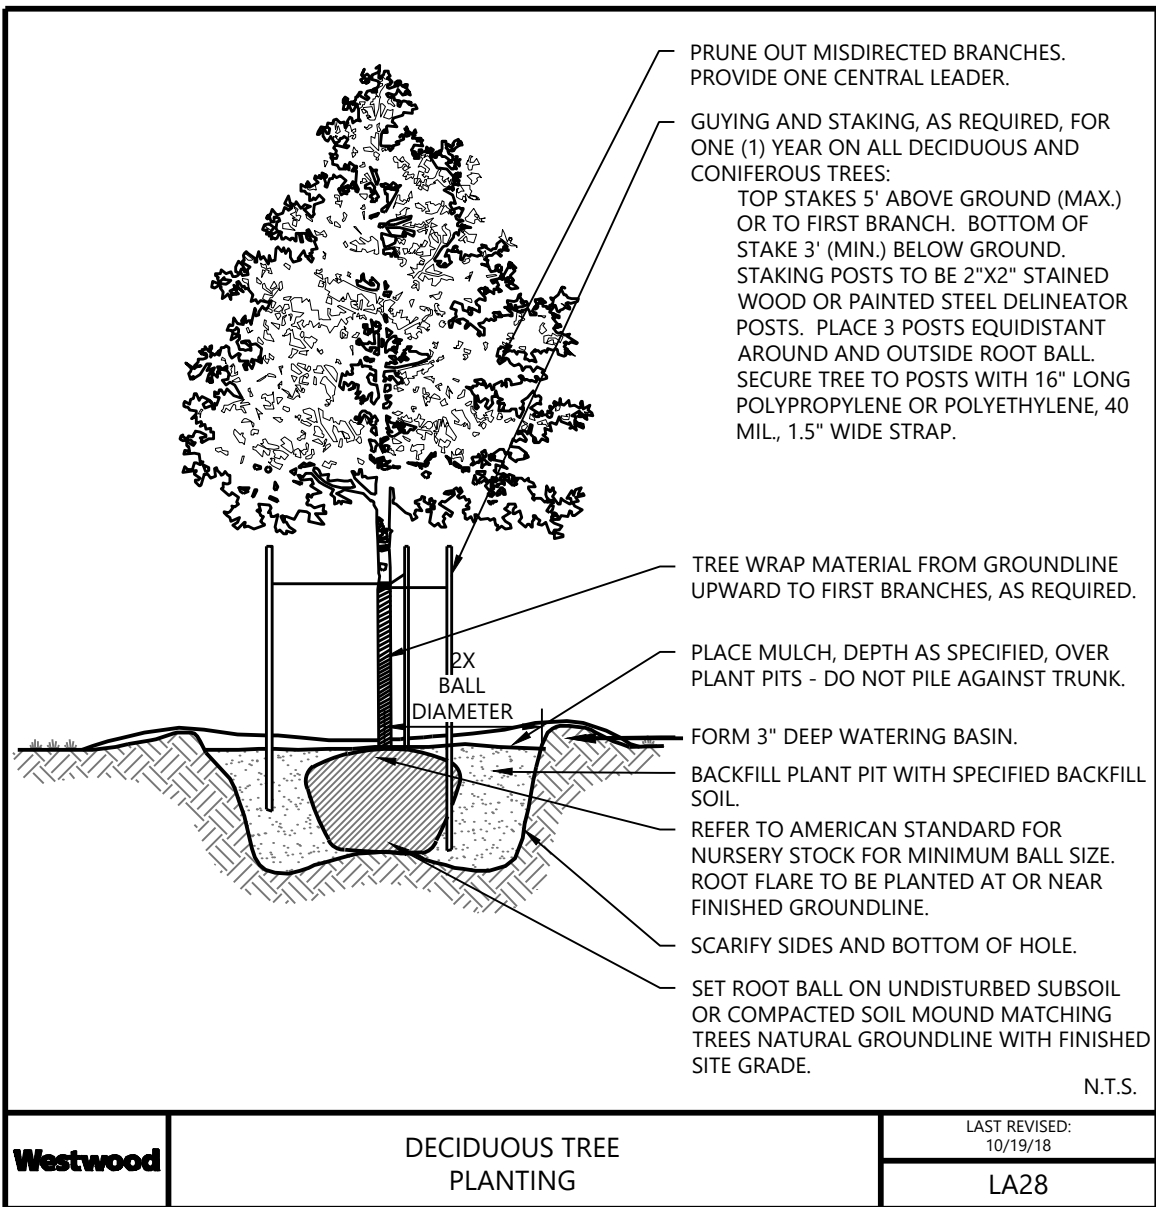 PRUNE OUT MISDIRECTED BRANCHES.
PROVIDE ONE CENTRAL LEADER.
GUYING AND STAKING, AS REQUIRED, FOR
ONE (1) YEAR ON ALL DECIDUOUS AND
CONIFEROUS TREES:
TOP STAKES 5' ABOVE GROUND (MAX.)
OR TO FIRST BRANCH. BOTTOM OF
STAKE 3' (MIN.) BELOW GROUND.
STAKING POSTS TO BE 2"X2" STAINED
WOOD OR PAINTED STEEL DELINEATOR
POSTS. PLACE 3 POSTS EQUIDISTANT
AROUND AND OUTSIDE ROOT BALL.
SECURE TREE TO POSTS WITH 16" LONG
POLYPROPYLENE OR POLYETHYLENE, 40
MIL., 1.5" WIDE STRAP.
TREE WRAP MATERIAL FROM GROUNDLINE
UPWARD TO FIRST BRANCHES, AS REQUIRED.
2X
BALL
DIAMETER
PLACE MULCH, DEPTH AS SPECIFIED, OVER
PLANT PITS - DO NOT PILE AGAINST TRUNK.
FORM 3" DEEP WATERING BASIN.
BACKFILL PLANT PIT WITH SPECIFIED BACKFILL
SOIL.
REFER TO AMERICAN STANDARD FOR
NURSERY STOCK FOR MINIMUM BALL SIZE.
ROOT FLARE TO BE PLANTED AT OR NEAR
FINISHED GROUNDLINE.
SCARIFY SIDES AND BOTTOM OF HOLE.
SET ROOT BALL ON UNDISTURBED SUBSOIL
OR COMPACTED SOIL MOUND MATCHING
TREES NATURAL GROUNDLINE WITH FINISHED
SITE GRADE.
N.T.S.
Westwood
DECIDUOUS TREE
PLANTING
LAST REVISED:
10/19/18
LA28